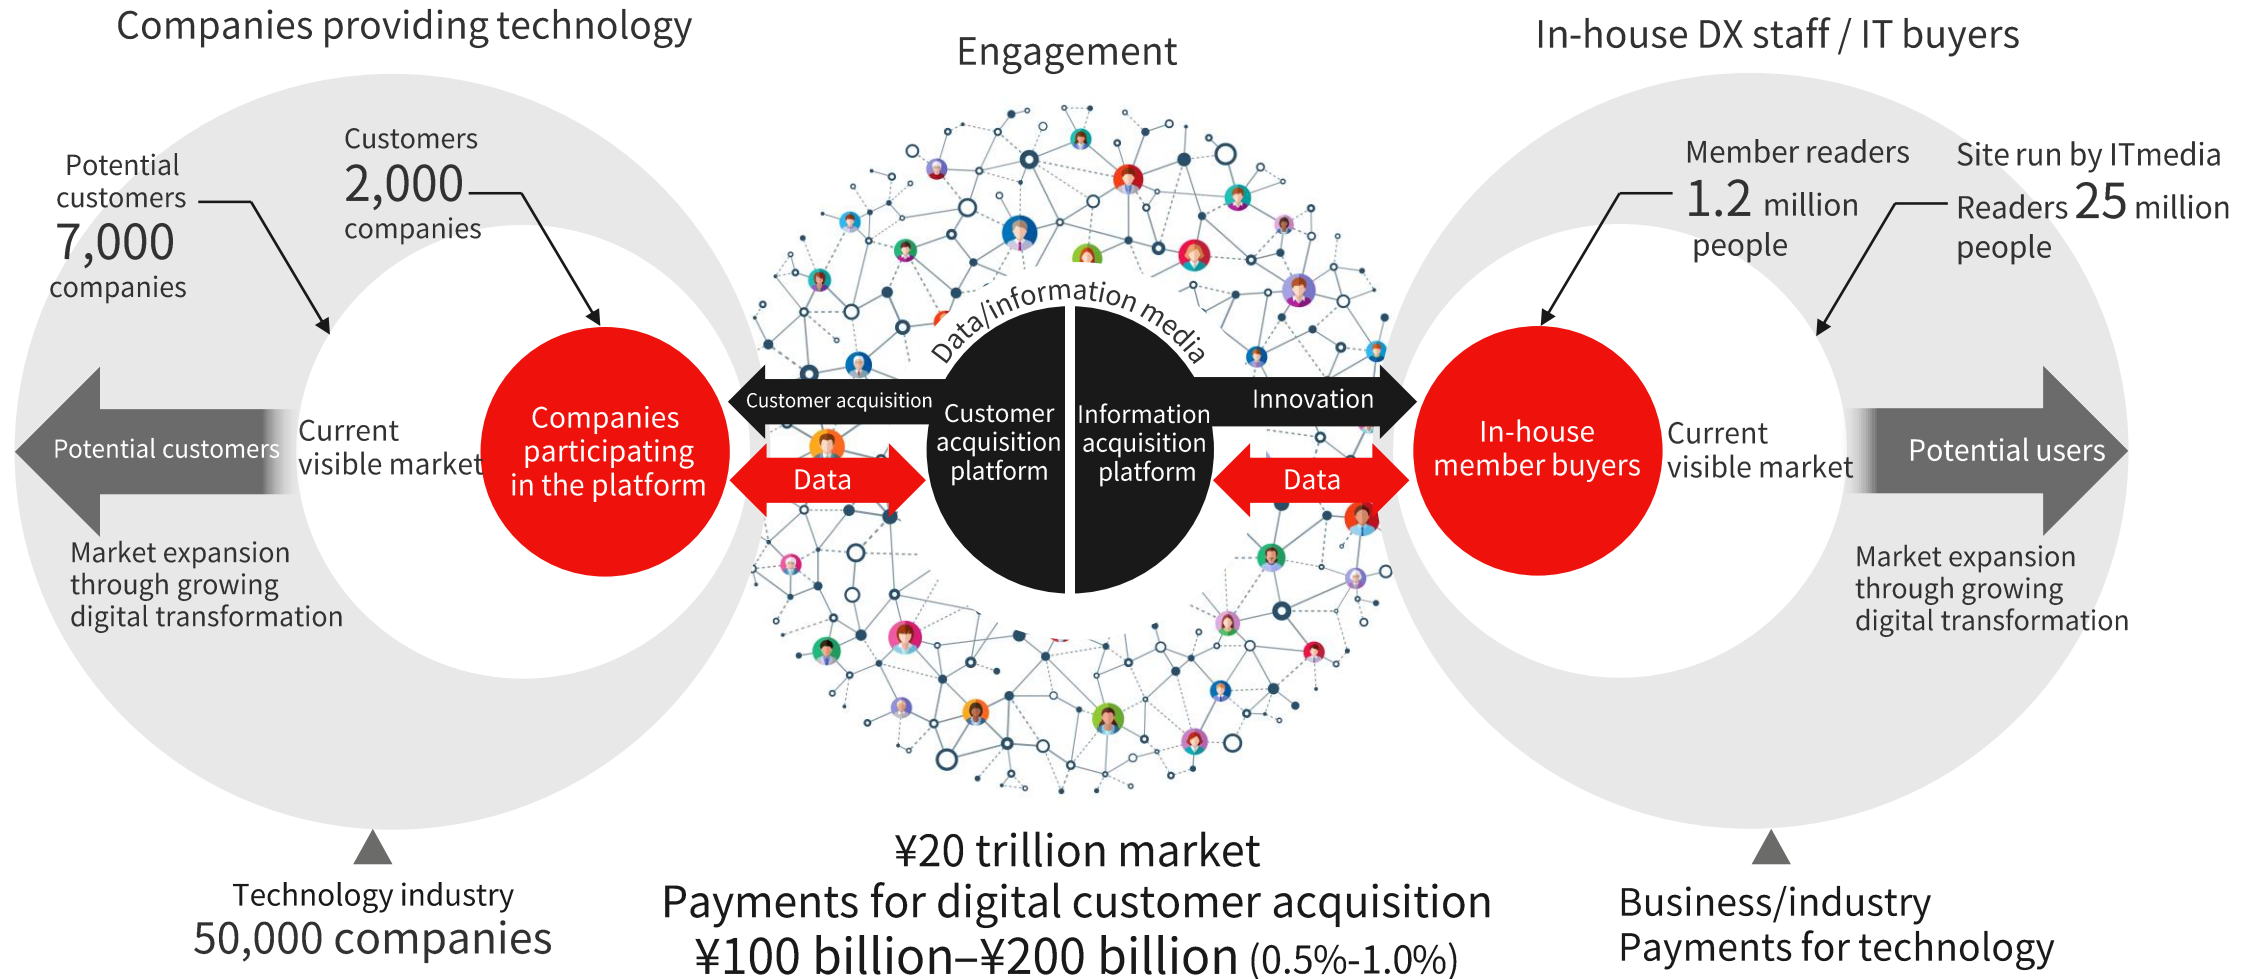 Companies providing technology
Engagement
In-house DX staff / IT buyers
Potential
customers
7,000
companies
Customers
2,000
companies
Member readers
1.2 million
people
Site run by ITmedia
Readers 25 million
people
Data/information media
Potential customers
Current
visible market
Companies
participating
in the platform
Customer acquisition
Data
Customer
acquisition
platform
Information
acquisition
platform
Innovation
Data
In-house
member buyers
Current
visible market
Potential users
Market expansion
through growing
digital transformation
Market expansion
through growing
digital transformation
Technology industry
50,000 companies
¥20 trillion market
Payments for digital customer acquisition
¥100 billion–¥200 billion (0.5%-1.0%)
Business/industry
Payments for technology